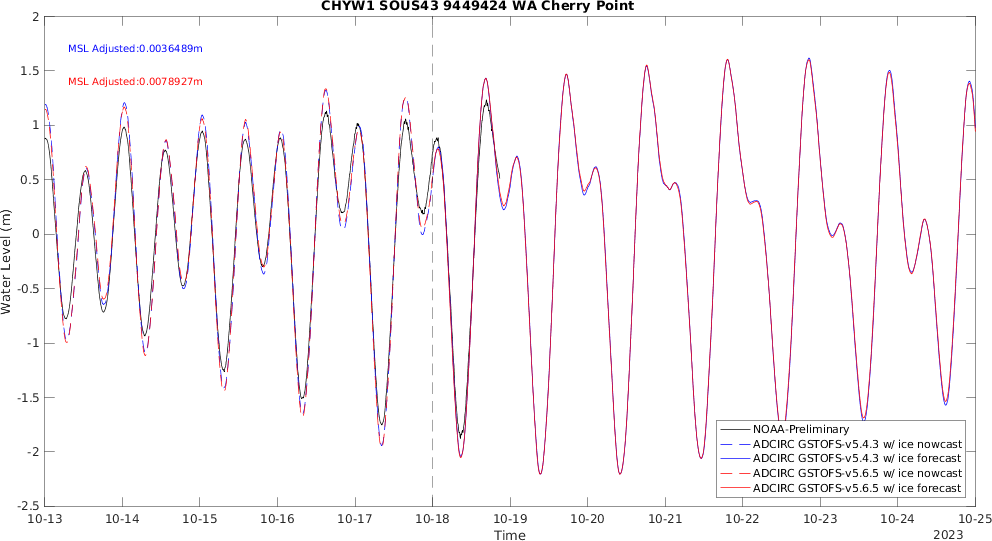 CHYW1 SOUS43 9449424 WA Cherry Point
MSL Adjusted:0.0036489m
MSL Adjusted:0.0078927m
2
1.5
1
0.5
0
-0.5
-1
-1.5
-2
-2.5
Water Level (m)
NOAA-Preliminary
ADCIRC GSTOFS-v5.4.3 w/ ice nowcast
ADCIRC GSTOFS-v5.4.3 w/ ice forecast
ADCIRC GSTOFS-v5.6.5 w/ ice nowcast
ADCIRC GSTOFS-v5.6.5 w/ ice forecast
10-13 10-14 10-15 10-16 10-17 10-18 10-19 10-20 10-21 10-22 10-23 10-24 10-25
Time
2023